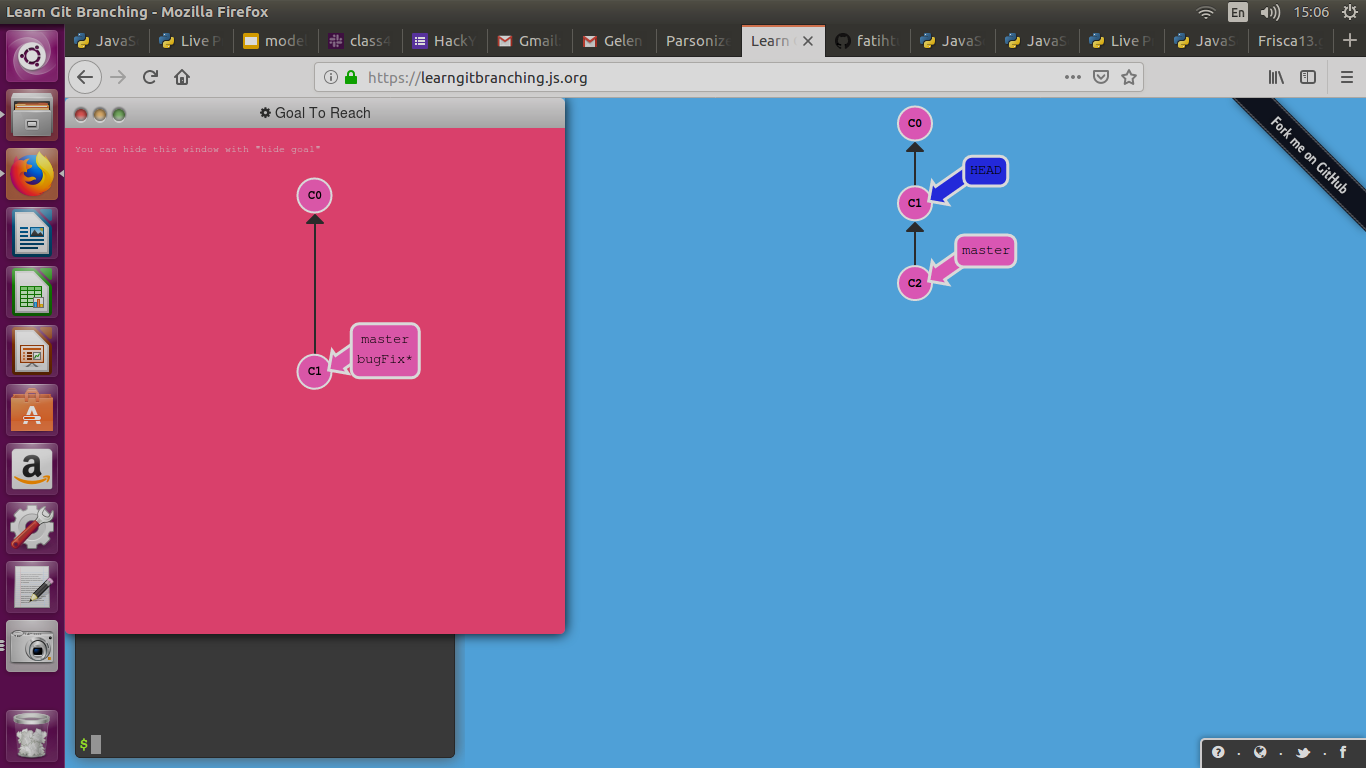 Learn Git Branching - Mozilla Firefox
En
15:06
JavaS
Live P
mode
class4
HackY
Gmail
Gelen
Parsonize
Learn
fatiht
JavaS
JavaS
Live P
JavaS
Frisca13.g
https://learngitbranching.js.org
Goal To Reach
You can hide this window with "hide goal"
C0
master
bugFix*
C1
C0
HEAD
C1
master
C2
Fork me on GitHub
$